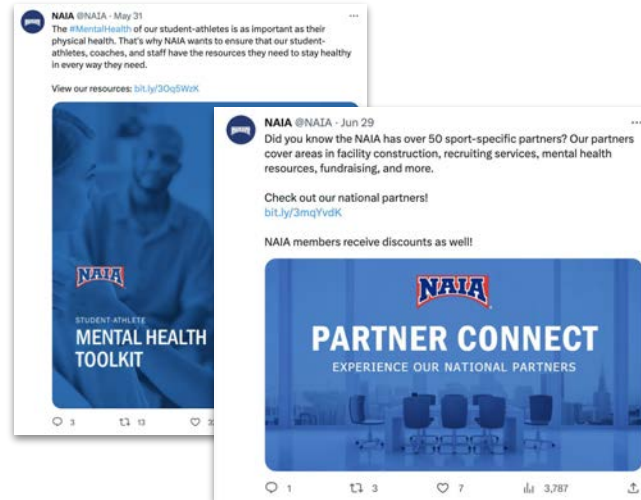 NAIA @NAIA · May 31
The #MentalHealth of our student-athletes is as important as their
physical health. That's why NAIA wants to ensure that our student-
athletes, coaches, and staff have the resources they need to stay healthy
in every way they need.
View our resources: bit.ly/3Oq5WzK
NAIA
STUDENT-ATHLETE
MENTAL HEALTH
TOOLKIT
3 13
NAIA @NAIA · Jun 29
Did you know the NAIA has over 50 sport-specific partners? Our partners
cover areas in facility construction, recruiting services, mental health
resources, fundraising, and more.
Check out our national partners!
bit.ly/3mqYvdK
NAIA members receive discounts as well!
NAIA
PARTNER CONNECT
EXPERIENCE OUR NATIONAL PARTNERS
1 3 7 3,787